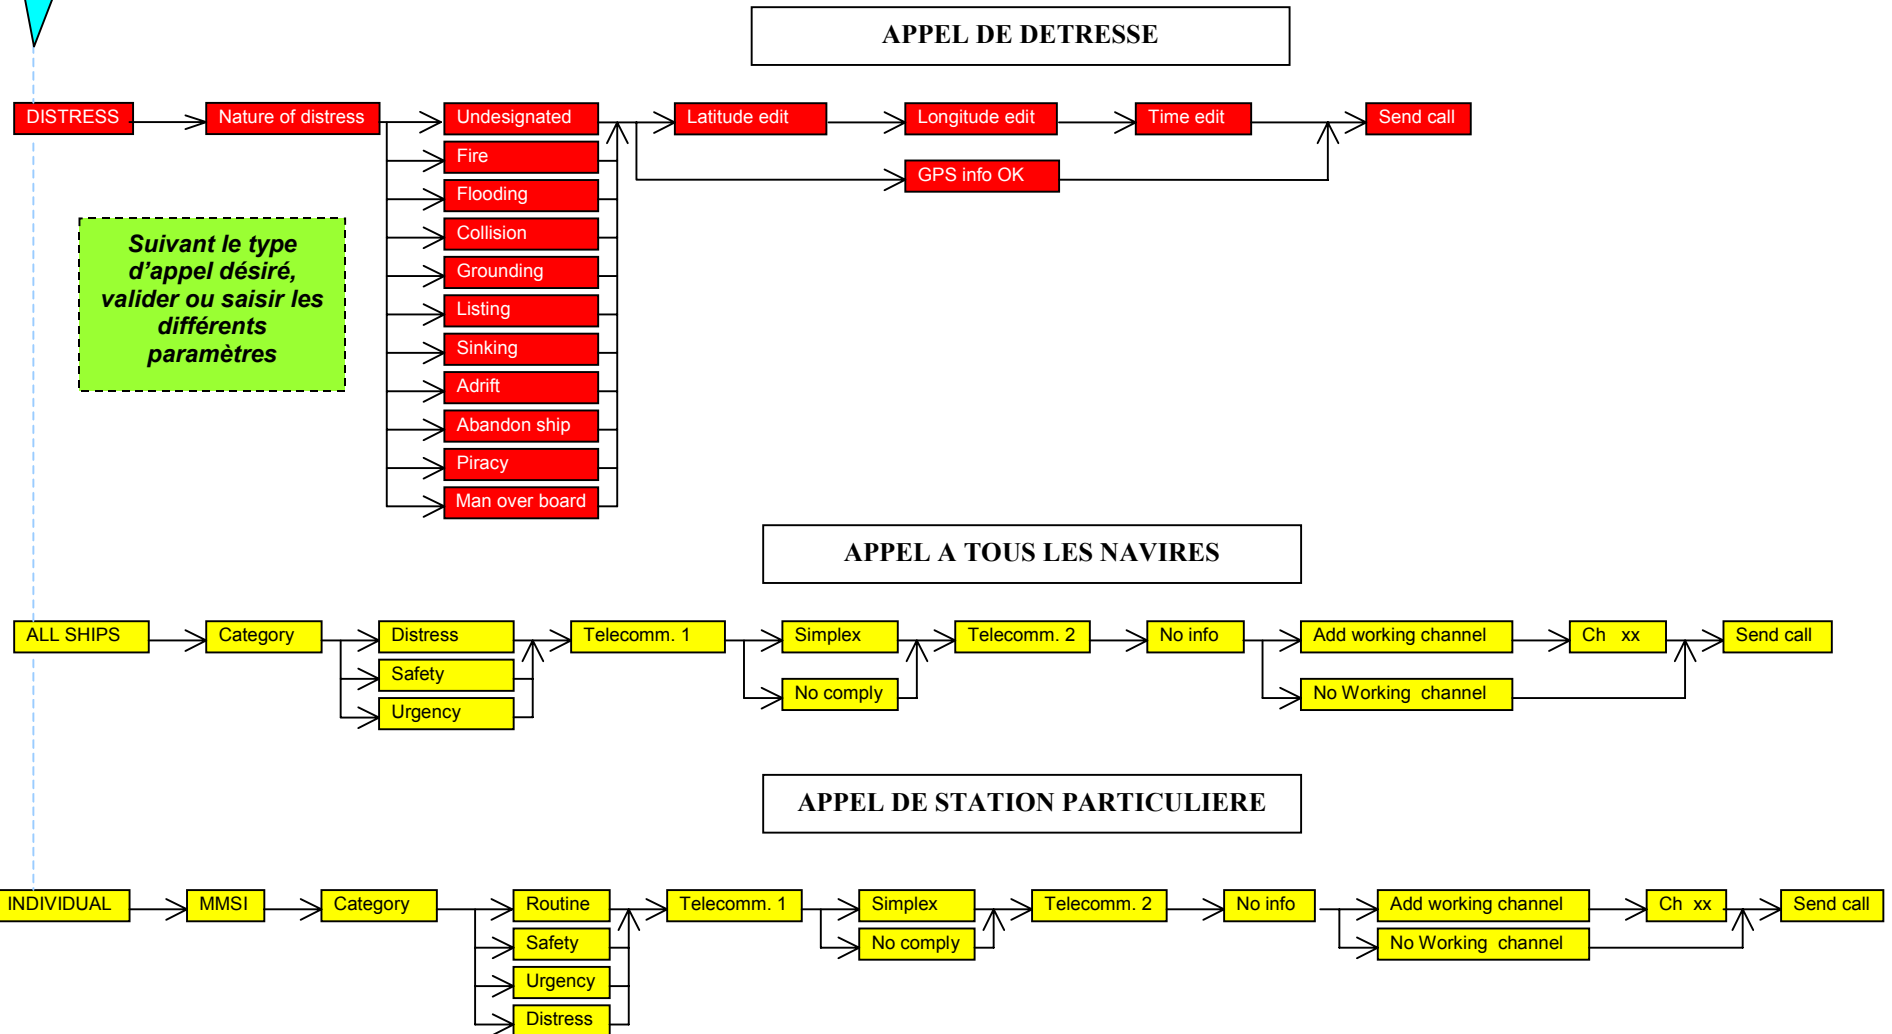 APPEL DE DETRESSE
DISTRESS
Nature of distress
Undesignated
Latitude edit
Longitude edit
Time edit
Send call
Fire
GPS info OK
Flooding
Collision
Grounding
Listing
Sinking
Adrift
Abandon ship
Piracy
Man over board
Suivant le type
d'appel désiré,
valider ou saisir les
différents
paramètres
APPEL A TOUS LES NAVIRES
ALL SHIPS
Category
Distress
Telecomm. 1
Simplex
Telecomm. 2
No info
Add working channel
Ch xx
Send call
Safety
No comply
No Working channel
Urgency
APPEL DE STATION PARTICULIERE
INDIVIDUAL
MMSI
Category
Routine
Telecomm. 1
Simplex
Telecomm. 2
No info
Add working channel
Ch xx
Send call
Safety
No comply
No Working channel
Urgency
Distress